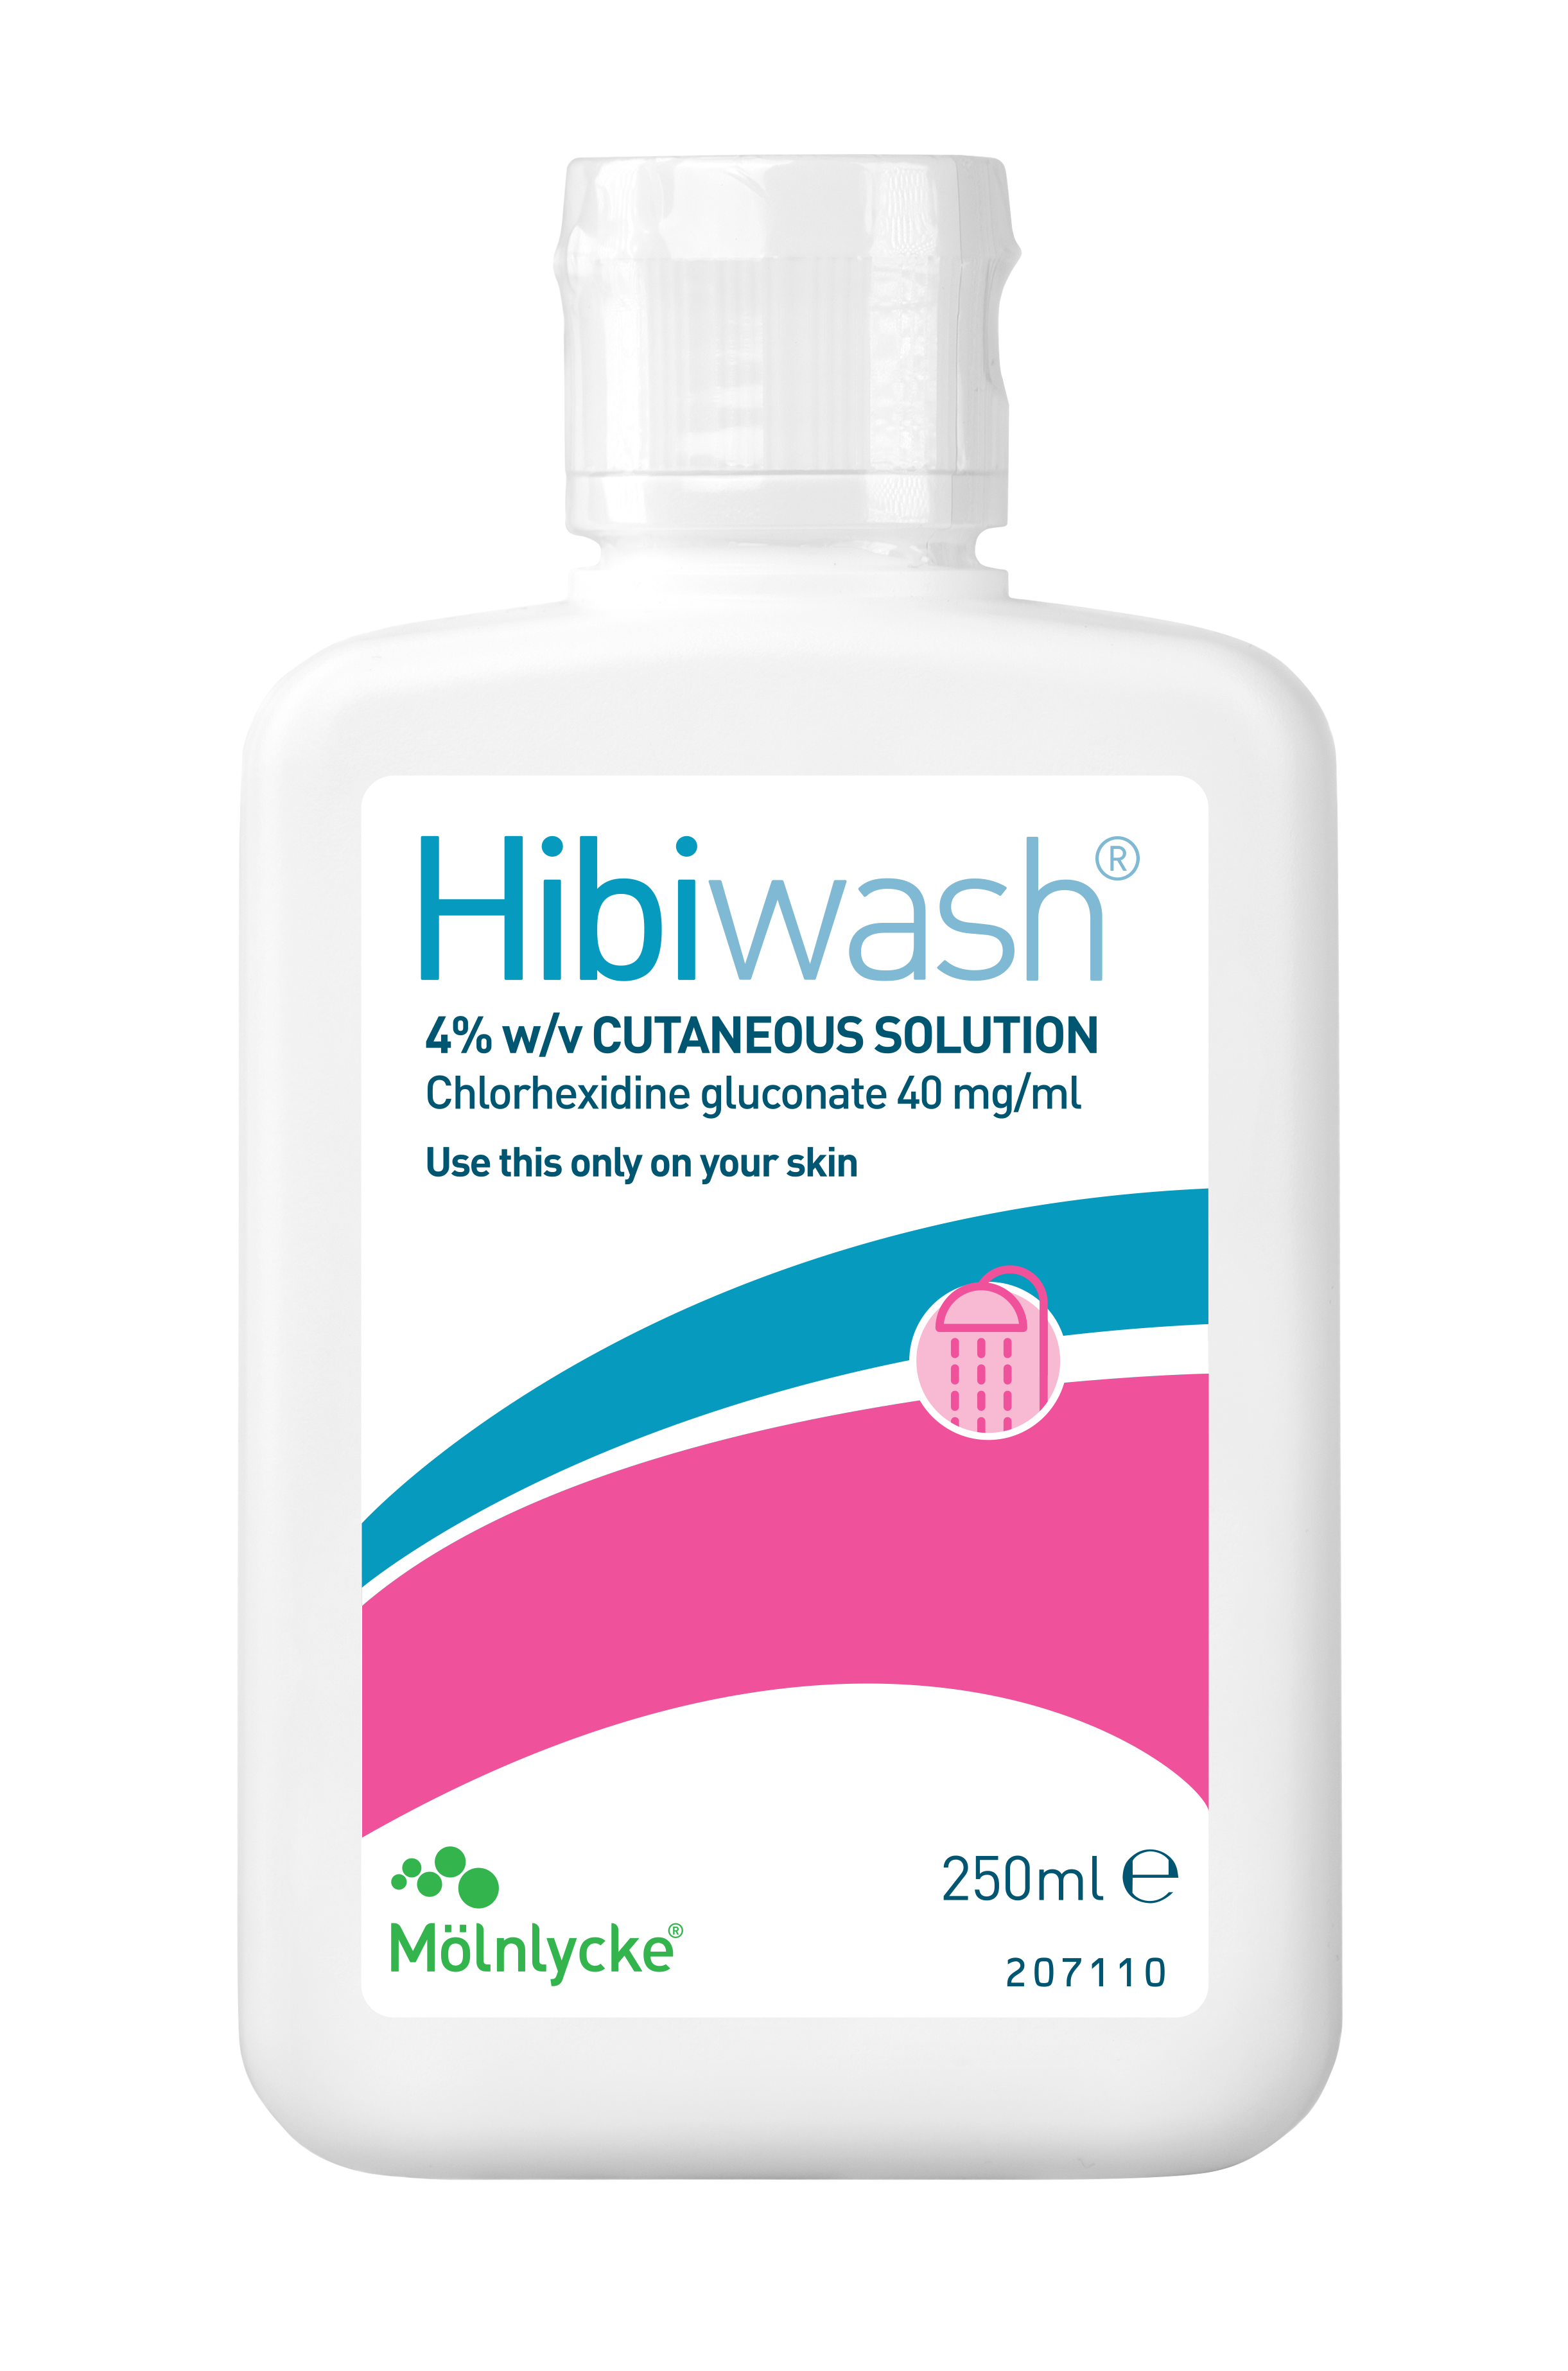 Hibiwash®
4% w/v CUTANEOUS SOLUTION
Chlorhexidine gluconate 40 mg/ml
Use this only on your skin
250ml ℮
Mölnlycke®
207110